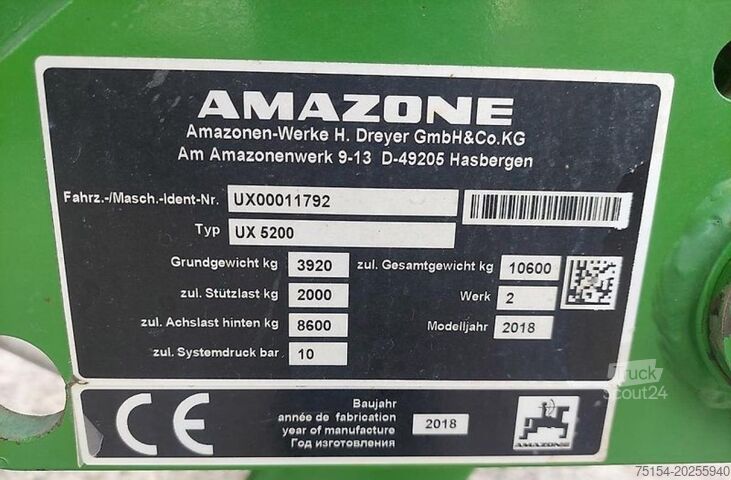 AMAZONE
Amazonen-Werke H. Dreyer GmbH&Co.KG
Am Amazonenwerk 9-13 D-49205 Hasbergen
Fahrz.-/Masch.-Ident-Nr. UX00011792
Typ UX 5200
Grundgewicht kg 3920 zul. Gesamtgewicht kg 10600
zul. Stützlast kg 2000 Werk 2
zul. Achslast hinten kg 8600 Modelljahr 2018
zul. Systemdruck bar 10
CE
Baujahr
année de fabrication
year of manufacture
Год изготовления
2018
AMAZONE
Truck
Scout24
75154-20255940